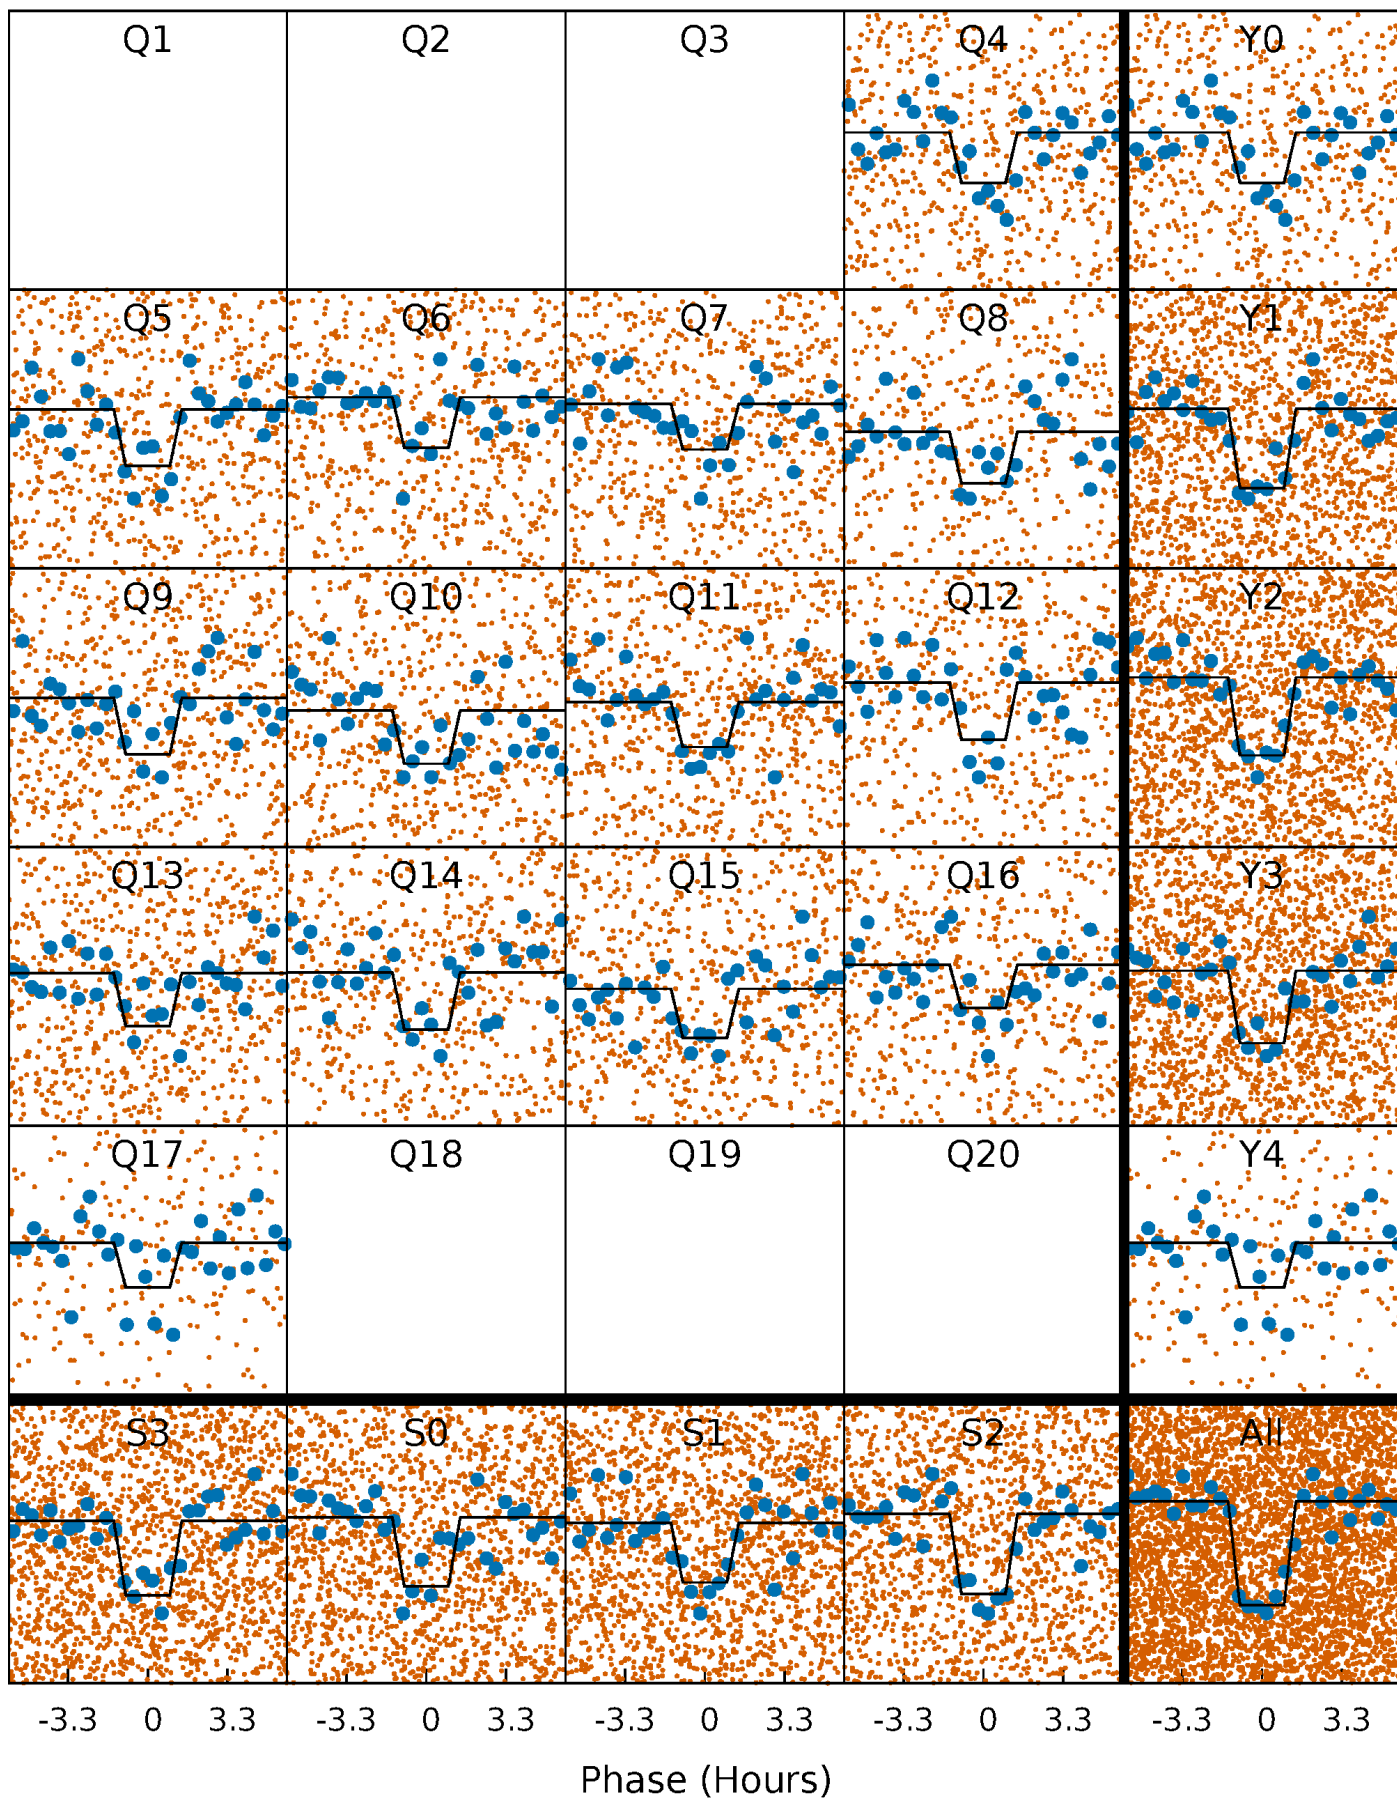 Q1 Q2 Q3 Q4 Y0
Q5 Q6 Q7 Q8 Y1
Q9 Q10 Q11 Q12 Y2
Q13 Q14 Q15 Q16 Y3
Q17 Q18 Q19 Q20 Y4
S3 S0 S1 S2 All
-3.3 0 3.3 -3.3 0 3.3 -3.3 0 3.3 -3.3 0 3.3 -3.3 0 3.3
Phase (Hours)